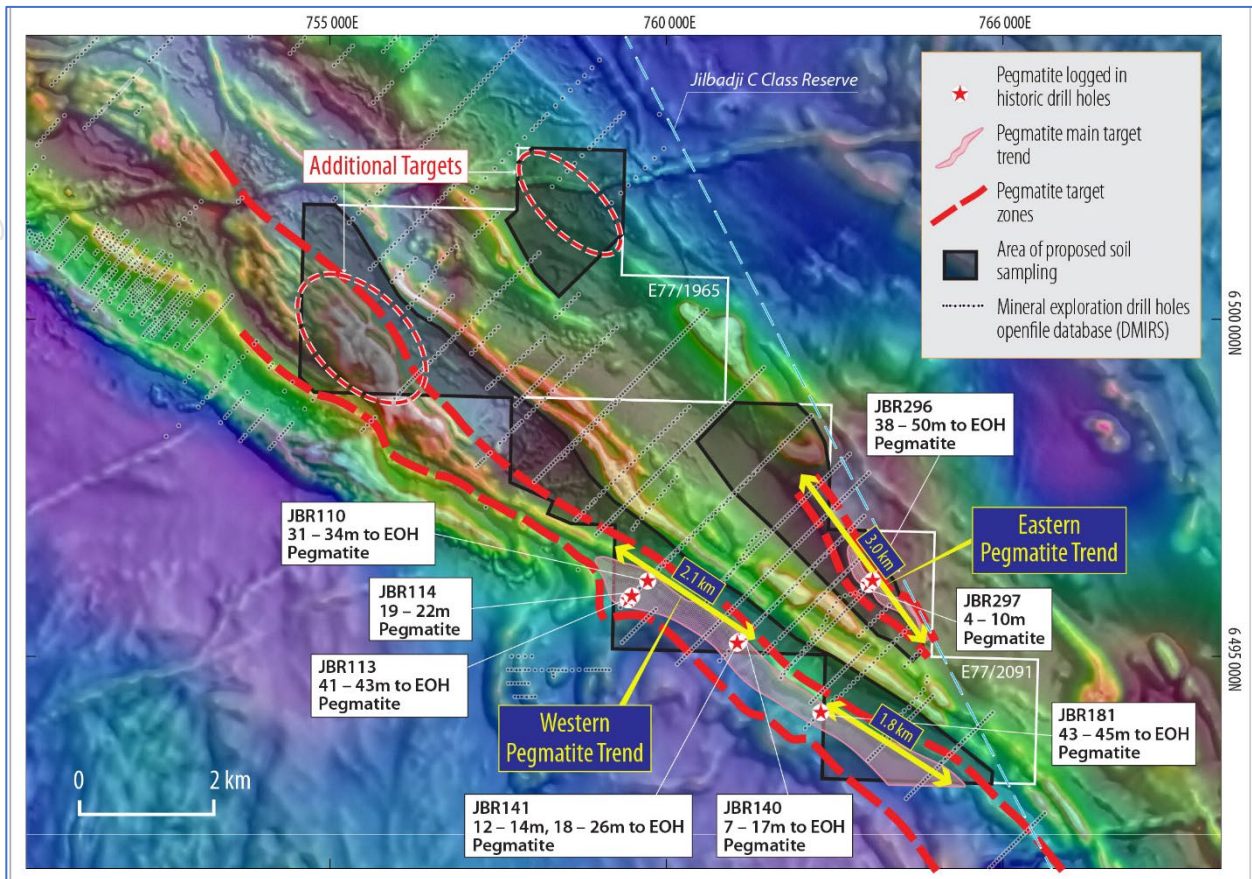 755 000E
760 000E
766 000E
Jilbadji C Class Reserve
Pegmatite logged in
historic drill holes
Pegmatite main target
trend
Pegmatite target
zones
Area of proposed soil
sampling
Mineral exploration drill holes
openfile database (DMIRS)
Additional Targets
E77/1965
6 500 000N
JBR296
38 – 50m to EOH
Pegmatite
JBR110
31 – 34m to EOH
Pegmatite
Eastern
Pegmatite Trend
3.0 km
2.1 km
JBR114
19 – 22m
Pegmatite
JBR297
4 – 10m
Pegmatite
JBR113
41 – 43m to EOH
Pegmatite
E77/2091
6 495 000N
Western
Pegmatite Trend
1.8 km
JBR181
43 – 45m to EOH
Pegmatite
0
2 km
JBR141
12 – 14m, 18 – 26m to EOH
Pegmatite
JBR140
7 – 17m to EOH
Pegmatite